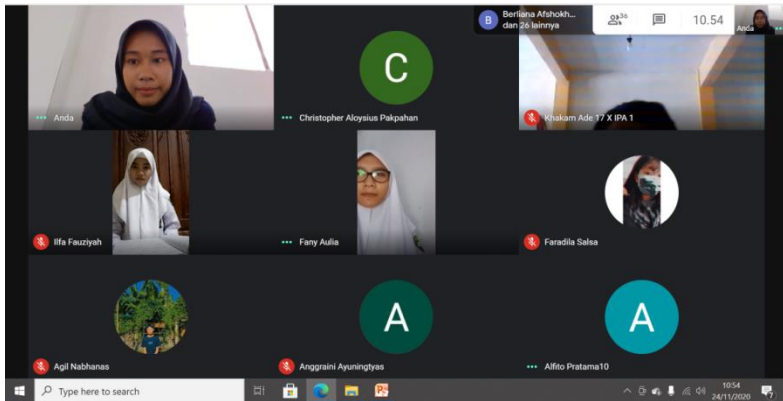 B
Berliana Afshokh...
dan 26 lainnya
36
10.54
Anda
Anda
C
Christopher Aloysius Pakpahan
Khakam Ade 17 X IPA 1
Ilfa Fauziyah
Fany Aulia
Faradila Salsa
Agil Nabhanas
A
Anggraini Ayuningtyas
A
Alfito Pratama10
Type here to search
10:54
24/11/2020